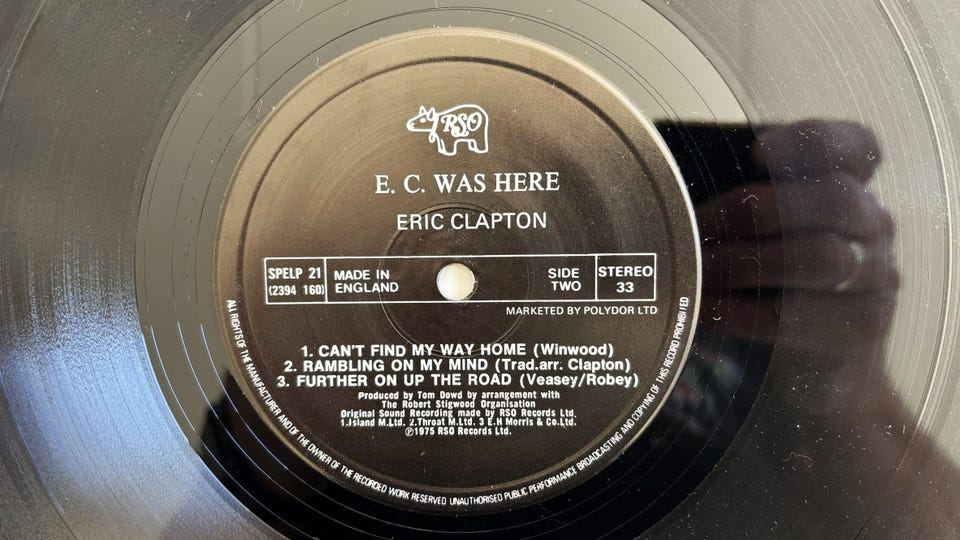 RSO
E. C. WAS HERE
ERIC CLAPTON
SPELP 21
(2394 160)
MADE IN
ENGLAND
SIDE
TWO
STEREO
33
MARKETED BY POLYDOR LTD
1. CAN'T FIND MY WAY HOME (Winwood)
2. RAMBLING ON MY MIND (Trad.arr. Clapton)
3. FURTHER ON UP THE ROAD (Veasey/Robey)
Produced by Tom Dowd by arrangement with
The Robert Stigwood Organisation
Original Sound Recording made by RSO Records Ltd.
1.Island M.Ltd. 2.Throat M.Ltd. 3 E.H Morris & Co.Ltd.
℗1975 RSO Records Ltd.
ALL RIGHTS OF THE MANUFACTURER AND OF THE OWNER OF THE RECORDED WORK RESERVED UNAUTHORISED PUBLIC PERFORMANCE BROADCASTING AND COPYING OF THIS RECORD PROHIBITED